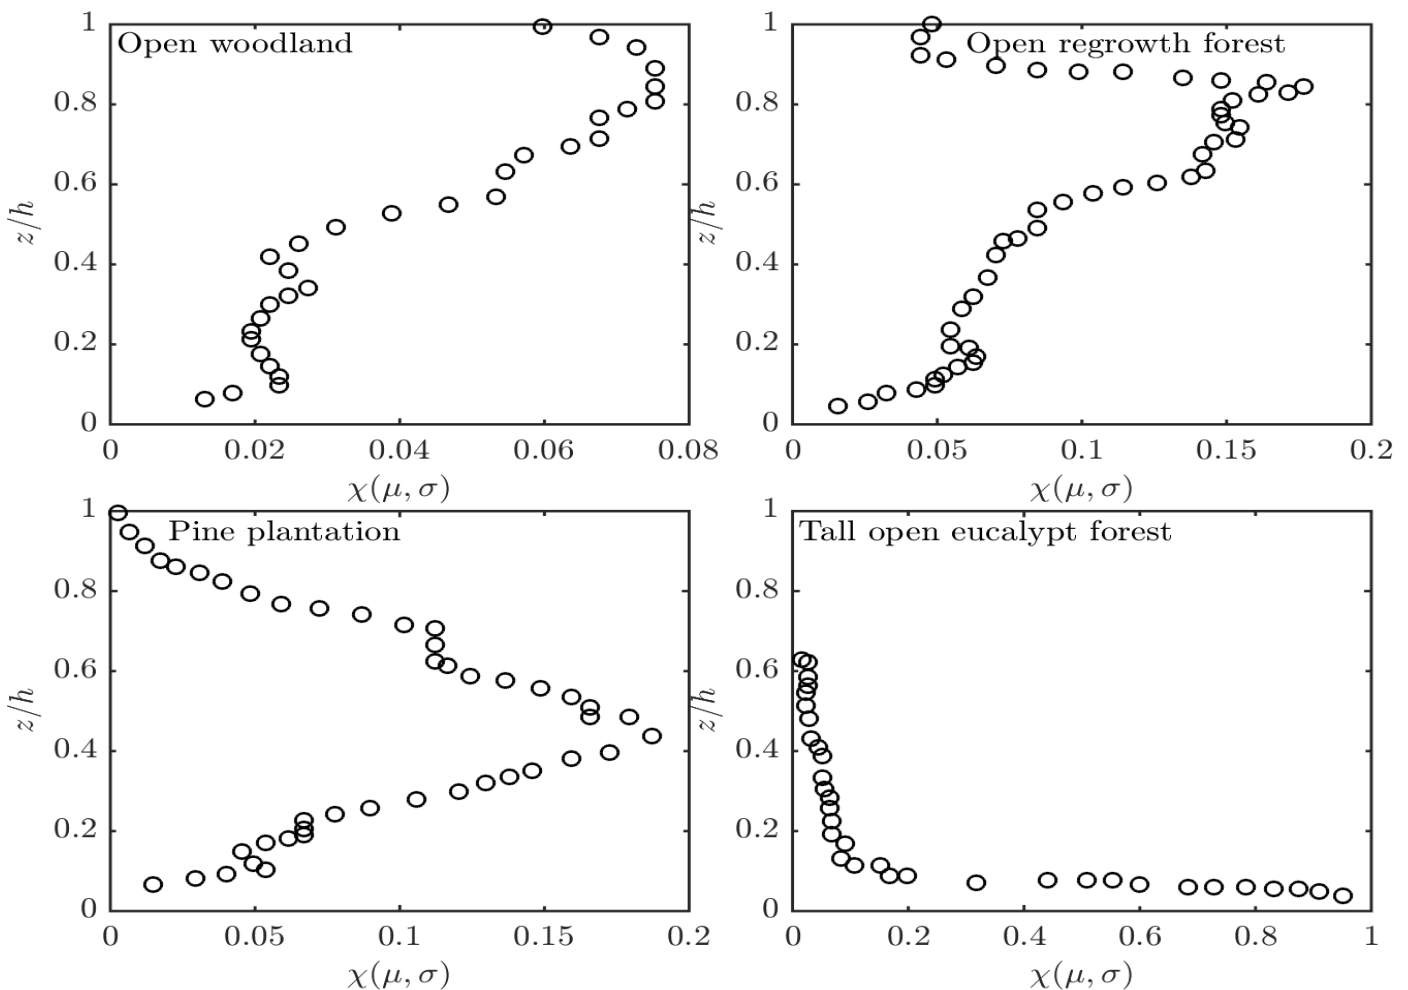 Open woodland
1
0.8
0.6
0.4
0.2
0
z/h
0 0.02 0.04 0.06 0.08
χ(μ, σ)
Open regrowth forest
1
0.8
0.6
0.4
0.2
0
z/h
0 0.05 0.1 0.15 0.2
χ(μ, σ)
Pine plantation
1
0.8
0.6
0.4
0.2
0
z/h
0 0.05 0.1 0.15 0.2
χ(μ, σ)
Tall open eucalypt forest
1
0.8
0.6
0.4
0.2
0
z/h
0 0.2 0.4 0.6 0.8 1
χ(μ, σ)